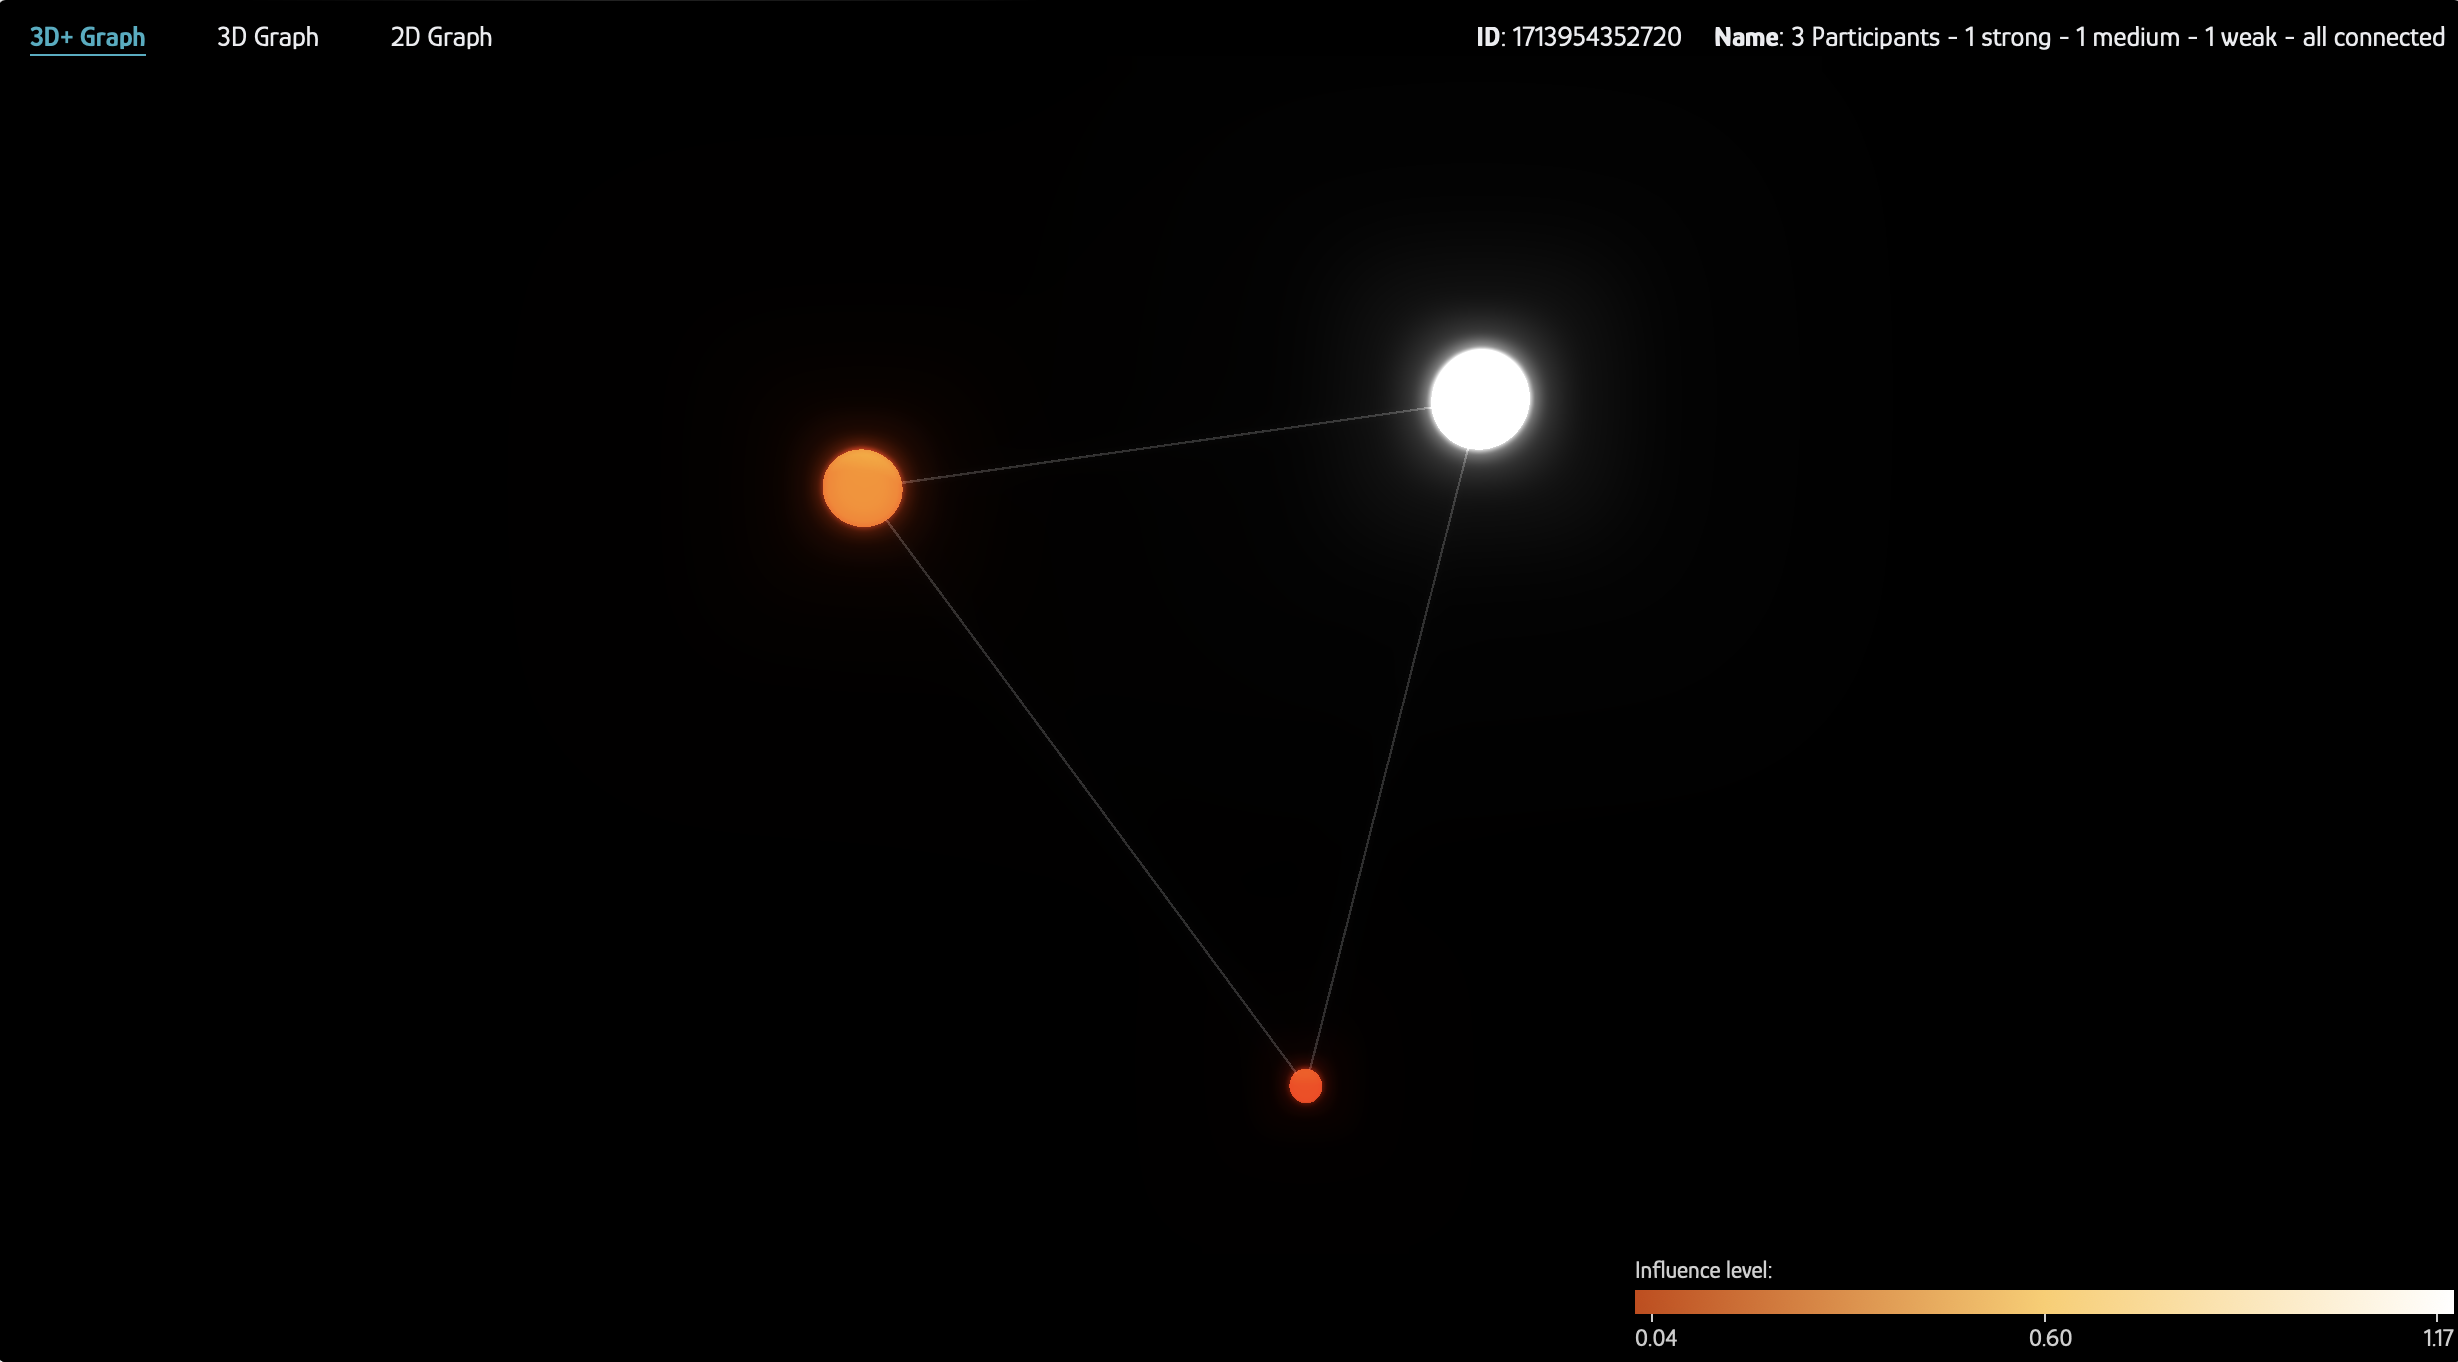 3D+ Graph 3D Graph 2D Graph ID: 1713954352720 Name: 3 Participants - 1 strong - 1 medium - 1 weak - all connected
Influence level:
0.04 0.60 1.17